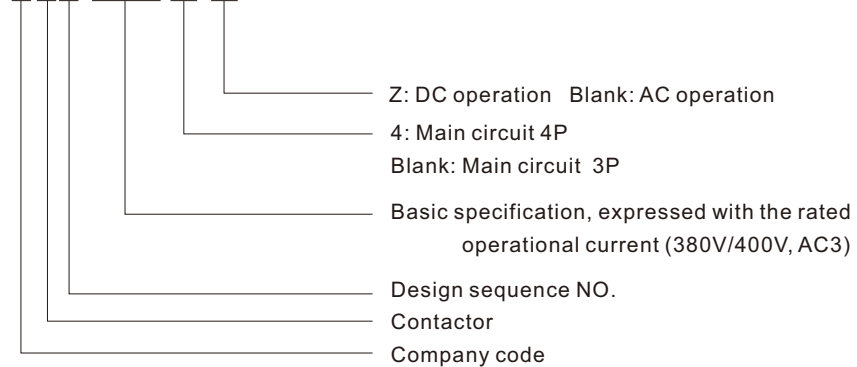 Z: DC operation Blank: AC operation
4: Main circuit 4P
Blank: Main circuit 3P
Basic specification, expressed with the rated
operational current (380V/400V, AC3)
Design sequence NO.
Contactor
Company code